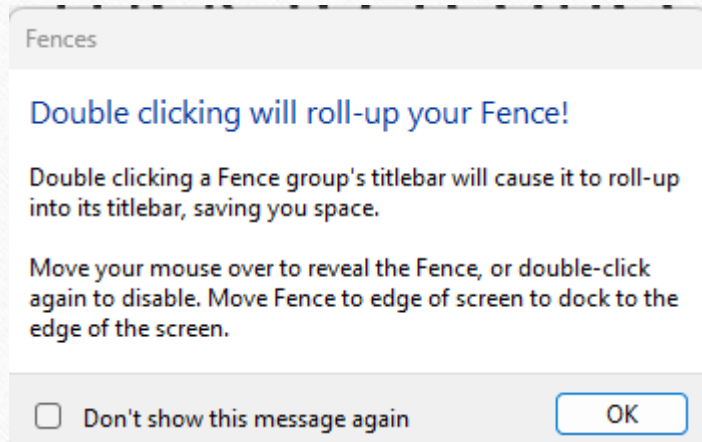 Fences
Double clicking will roll-up your Fence!
Double clicking a Fence group's titlebar will cause it to roll-up
into its titlebar, saving you space.
Move your mouse over to reveal the Fence, or double-click
again to disable. Move Fence to edge of screen to dock to the
edge of the screen.
Don't show this message again
OK